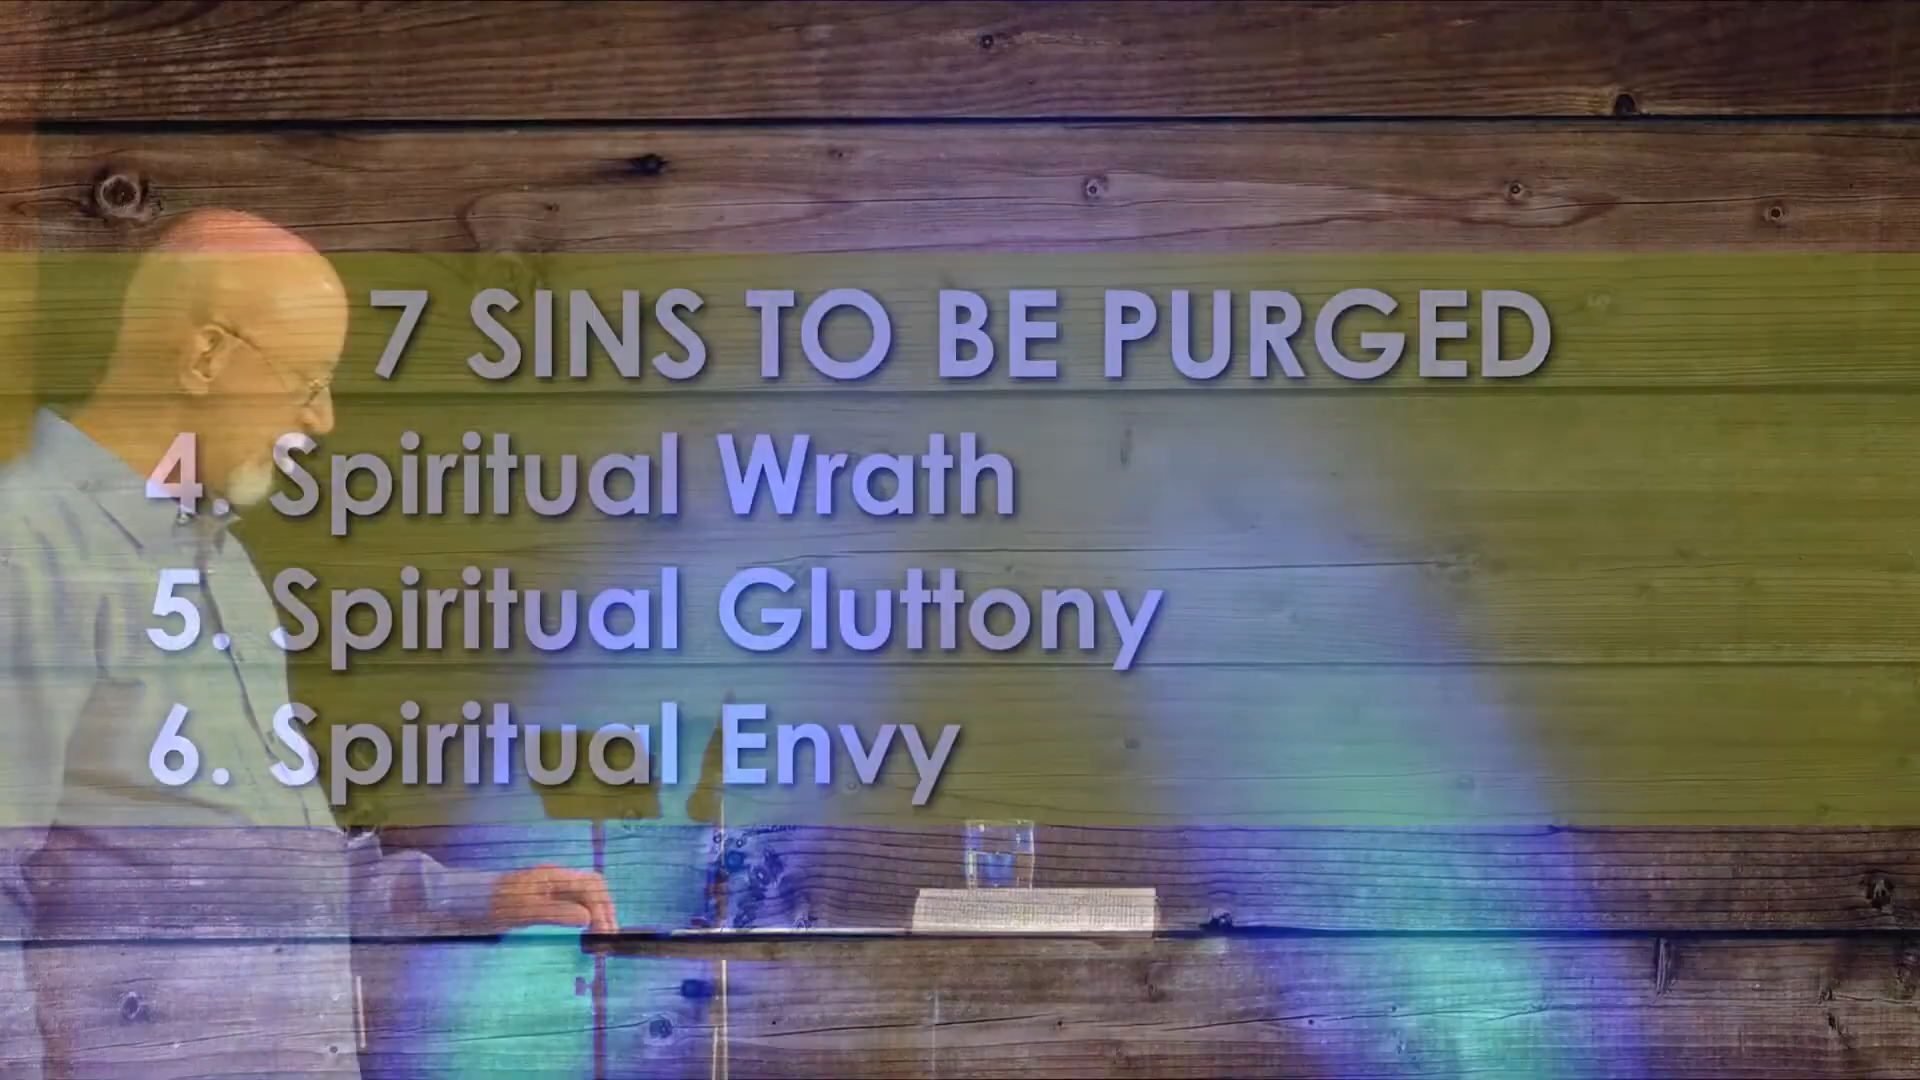 7 SINS TO BE PURGED
4. Spiritual Wrath
5. Spiritual Gluttony
6. Spiritual Envy